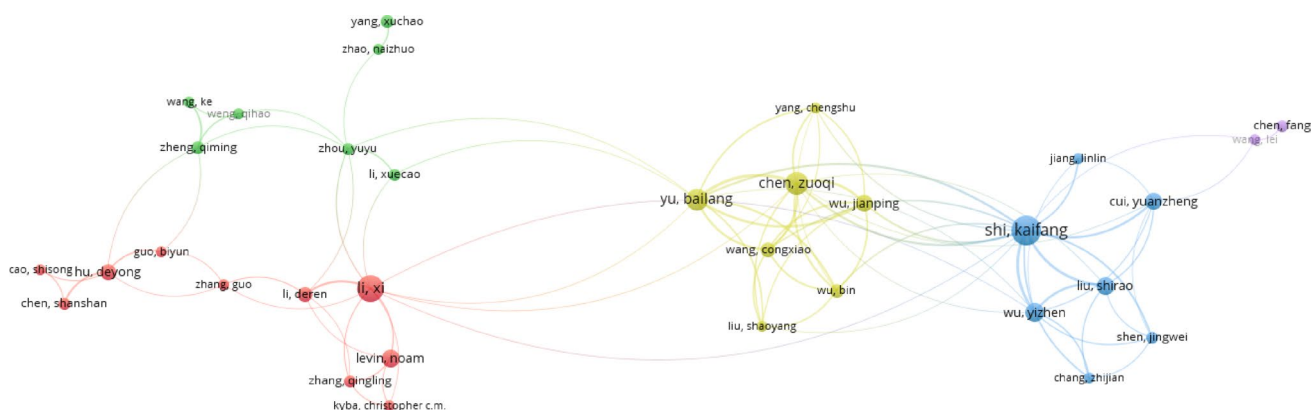 yang, xuchao
zhao, naizhuo
wang, ke
weng, qihao
zheng, qiming
zhou, yuyu
li, xuecao
guo, biyun
cao, shisong
hu, deyong
chen, shanshan
zhang, guo
li, deren
li, xi
levin, noam
zhang, qingling
kyba, christopher c.m.
yang, chengshu
chen, zuoqi
yu, bailang
wu, jianping
wang, congxiao
wu, bin
liu, shaoyang
chen, fang
wang, fei
jiang, linlin
cui, yuanzheng
shi, kaifang
liu, shirao
wu, yizhen
shen, jingwei
chang, zhijian